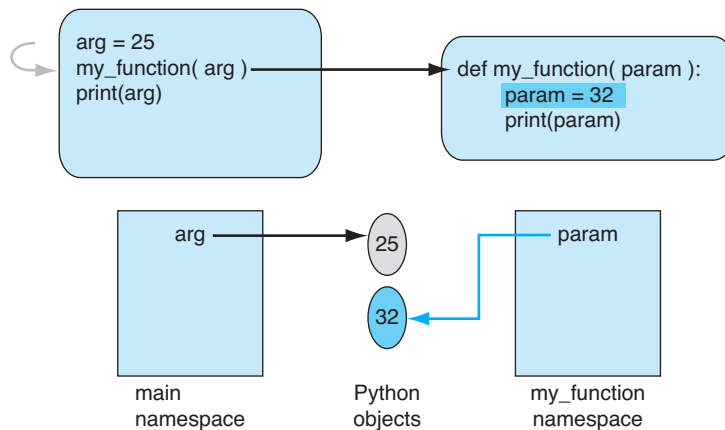 arg = 25
my_function( arg )
print(arg)
def my_function( param ):
param = 32
print(param)
arg
25
param
32
main
namespace
Python
objects
my_function
namespace